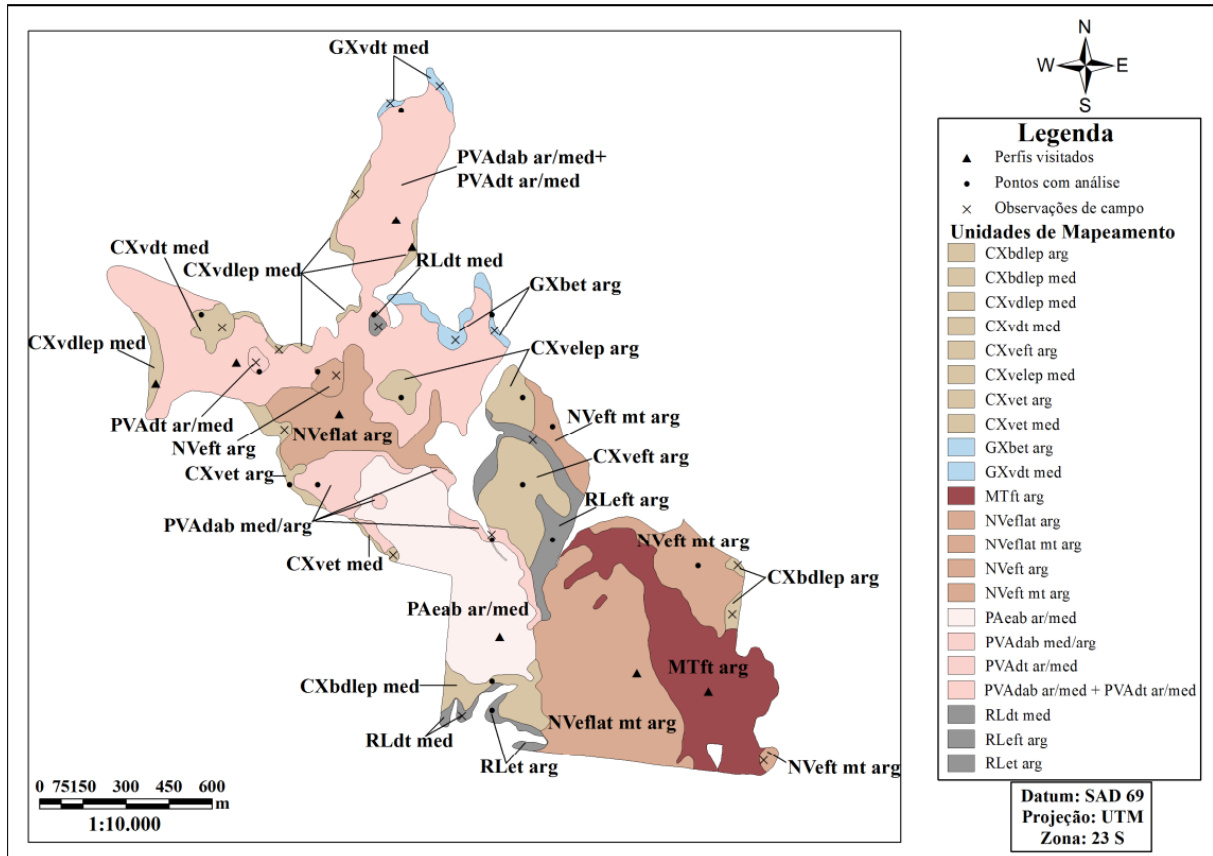 GXvdt med
PVAdab ar/med+
PVAdt ar/med
CXvdt med
CXvdlep med
RLdt med
GXbet arg
CXvdlep med
CXvelep arg
PVAdt ar/med
NVeft arg
NVeflat arg
NVeft mt arg
CXvet arg
CXveft arg
PVAdab med/arg
RLeft arg
CXvet med
NVeft mt arg
CXbdlep arg
PAeab ar/med
CXbdlep med
MTft arg
NVeflat mt arg
RLdt med
RLet arg
NVeft mt arg
0 75150 300 450 600
m
1:10.000
N
W E
S
Legenda
Perfis visitados
Pontos com análise
Observações de campo
Unidades de Mapeamento
CXbdlep arg
CXbdlep med
CXvdlep med
CXvdt med
CXveft arg
CXvelep med
CXvet arg
CXvet med
GXbet arg
GXvdt med
MTft arg
NVeflat arg
NVeflat mt arg
NVeft arg
NVeft mt arg
PAeab ar/med
PVAdab med/arg
PVAdt ar/med
PVAdab ar/med + PVAdt ar/med
RLdt med
RLeft arg
RLet arg
Datum: SAD 69
Projeção: UTM
Zona: 23 S